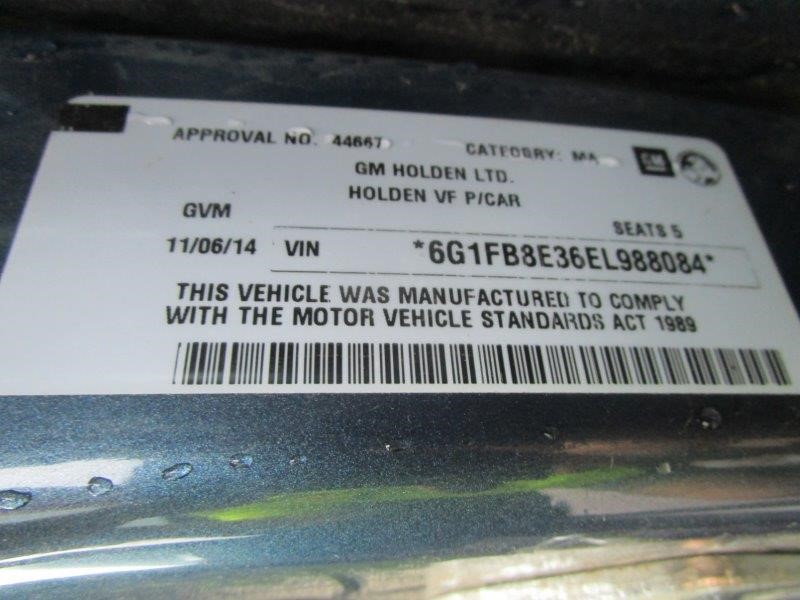 APPROVAL NO. 44667 CATEGORY: MA
GM
GM HOLDEN LTD.
HOLDEN VF P/CAR
GVM
SEATS 5
11/06/14 VIN *6G1FB8E36EL988084*
THIS VEHICLE WAS MANUFACTURED TO COMPLY
WITH THE MOTOR VEHICLE STANDARDS ACT 1989